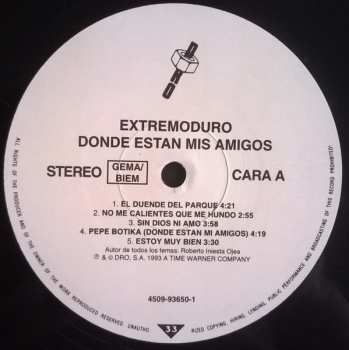 DRO
EXTREMODURO
DONDE ESTAN MIS AMIGOS
STEREO GEMA/BIEM CARA A
1. EL DUENDE DEL PARQUE 4:21
2. NO ME CALIENTES QUE ME HUNDO 2:55
3. SIN DIOS NI AMO 3:58
4. PEPE BOTIKA (DONDE ESTAN MI AMIGOS) 4:19
5. ESTOY MUY BIEN 3:30
Autor de todos los temas: Roberto Iniesta Ojea
℗ & © DRO, S.A. 1993 A TIME WARNER COMPANY
4509-93650-1
ALL RIGHTS OF THE PRODUCER AND OF THE OWNER OF THE WORK REPRODUCED RESERVED. UNAUTHO
33
RIZED COPYING, HIRING, LENDING, PUBLIC PERFORMANCE AND BROADCASTING OF THIS RECORD PROHIBITED!